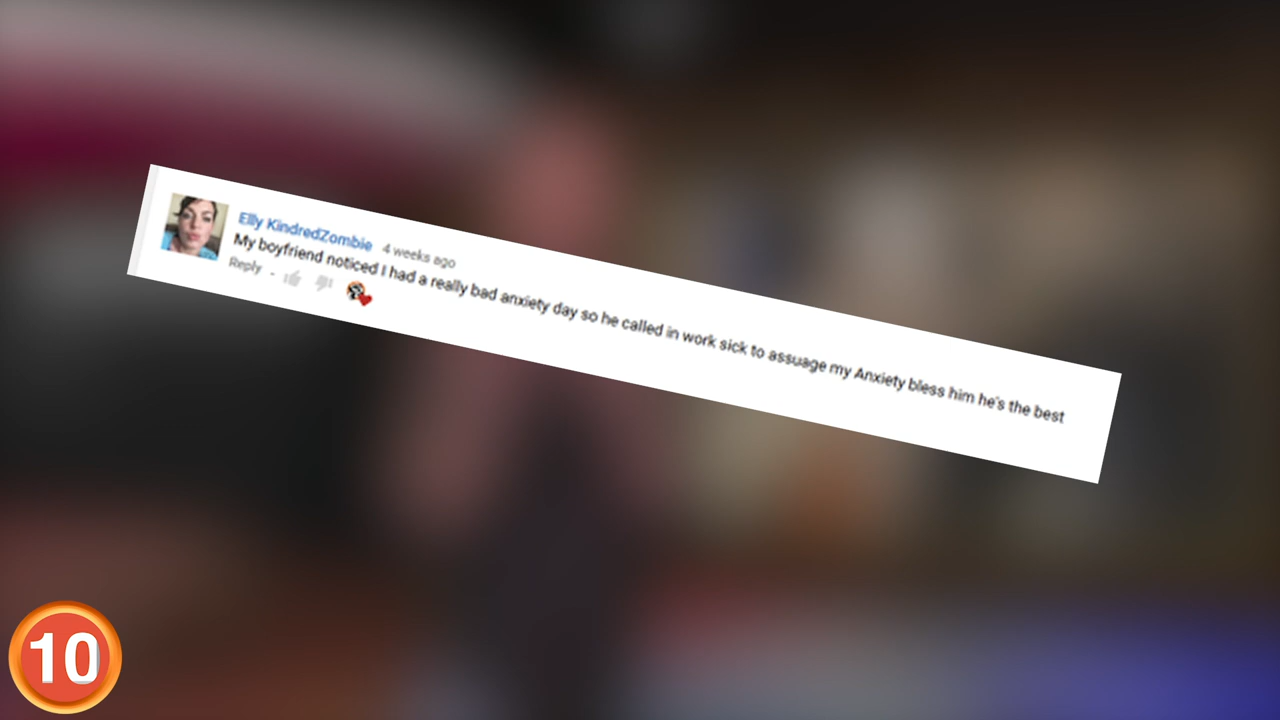 Elly KindredZombie 4 weeks ago
My boyfriend noticed I had a really bad anxiety day so he called in work sick to assuage my Anxiety bless him he's the best
Reply
10